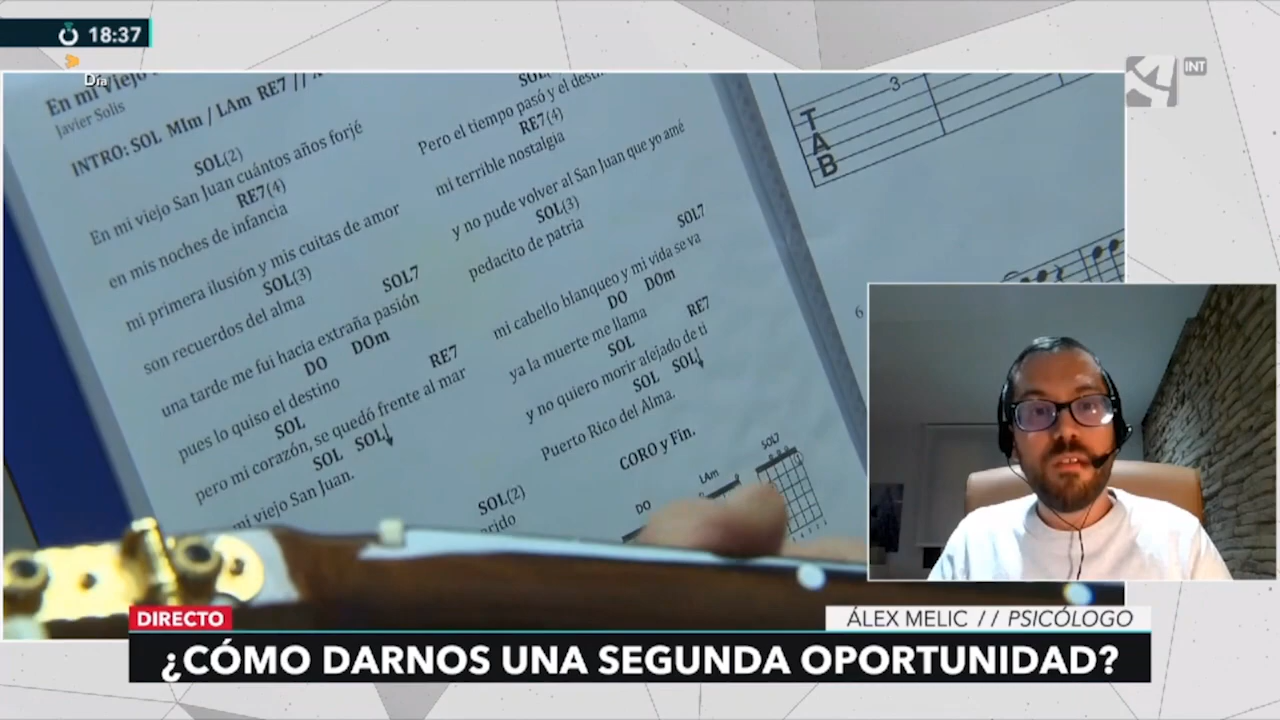 18:37
Día
INT
En mi Viejo
Javier Solis
INTRO: SOL MIm / LAm RE7 //
SOL(2)
En mi viejo San Juan cuántos años forjé
RE7(4)
en mis noches de infancia
mi primera ilusión y mis cuitas de amor
SOL(3)
son recuerdos del alma
SOL7
una tarde me fui hacia extraña pasión
DO DOm
pues lo quiso el destino
RE7
SOL
pero mi corazón, se quedó frente al mar
SOL SOL↓
mi viejo San Juan.
SOL
Pero el tiempo pasó y el
RE7(4)
mi terrible nostalgia
y no pude volver al San Juan que yo amé
SOL(3)
pedacito de patria
SOL7
mi cabello blanqueo y mi vida se va
DO DOm
ya la muerte me llama
SOL RE7
y no quiero morir alejado de ti
SOL SOL↓
Puerto Rico del Alma.
CORO y Fin.
SOL(2)
DO LAm SOL7
3
T
A
B
6
DIRECTO
ÁLEX MELIC // PSICÓLOGO
¿CÓMO DARNOS UNA SEGUNDA OPORTUNIDAD?